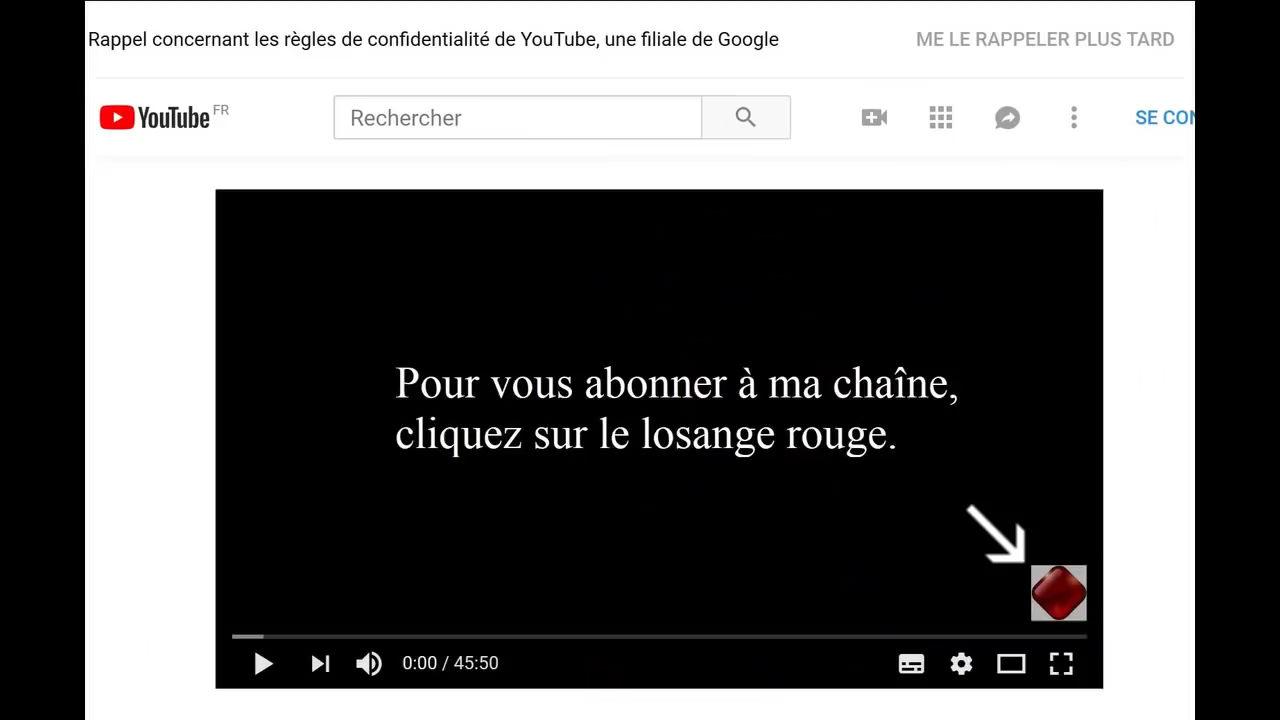 Rappel concernant les règles de confidentialité de YouTube, une filiale de Google ME LE RAPPELER PLUS TARD
YouTube FR Rechercher SE CON
Pour vous abonner à ma chaîne,
cliquez sur le losange rouge.
0:00 / 45:50